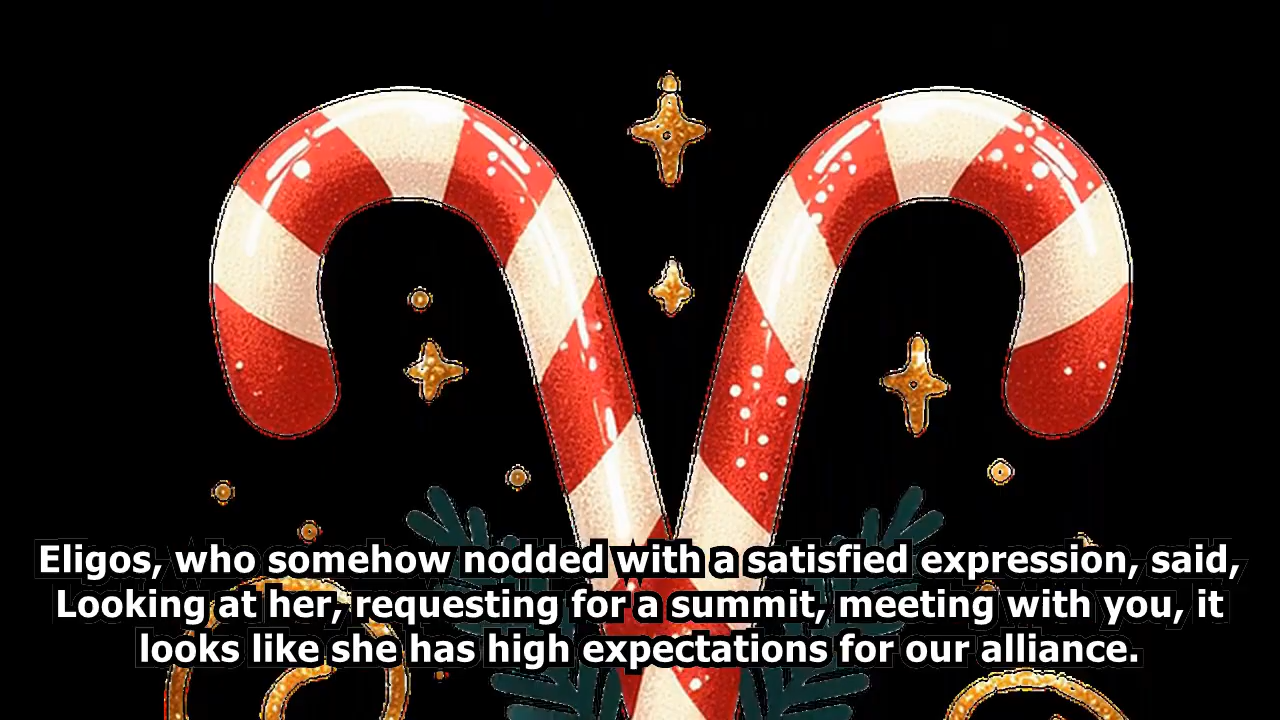 Eligos, who somehow nodded with a satisfied expression, said,
Looking at her, requesting for a summit, meeting with you, it
looks like she has high expectations for our alliance.